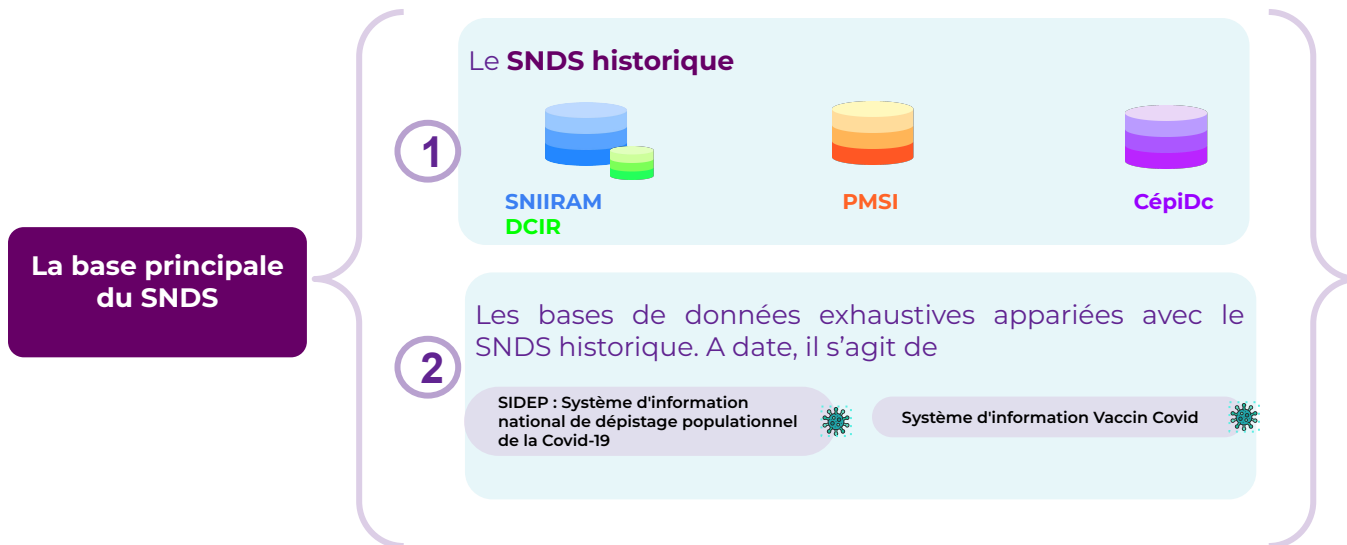 La base principale
du SNDS
1
Le SNDS historique
SNIIRAM
DCIR
PMSI
CépiDc
2
Les bases de données exhaustives appariées avec le
SNDS historique. A date, il s’agit de
SIDEP : Système d'information
national de dépistage populationnel
de la Covid-19
Système d'information Vaccin Covid